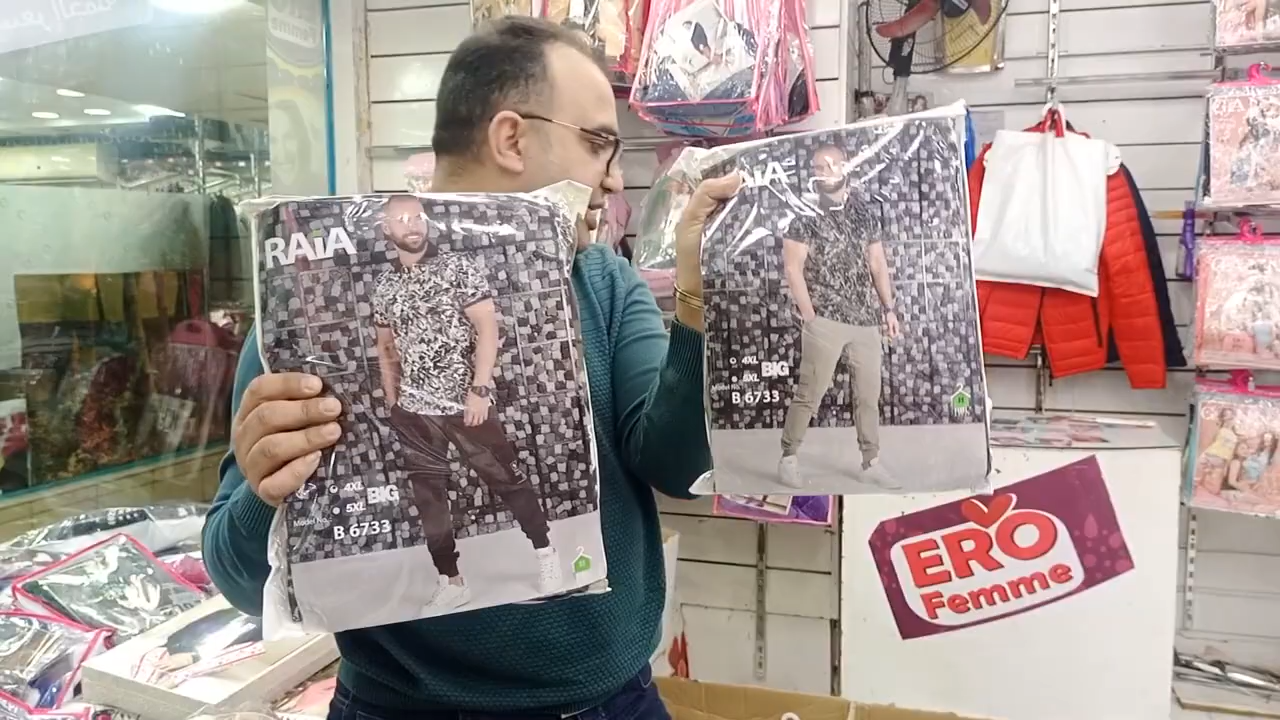 RAiA
4XL
5XL
BIG
Model No.
B 6733
RAiA
4XL
5XL
BIG
Model No.
B 6733
ERO
Femme